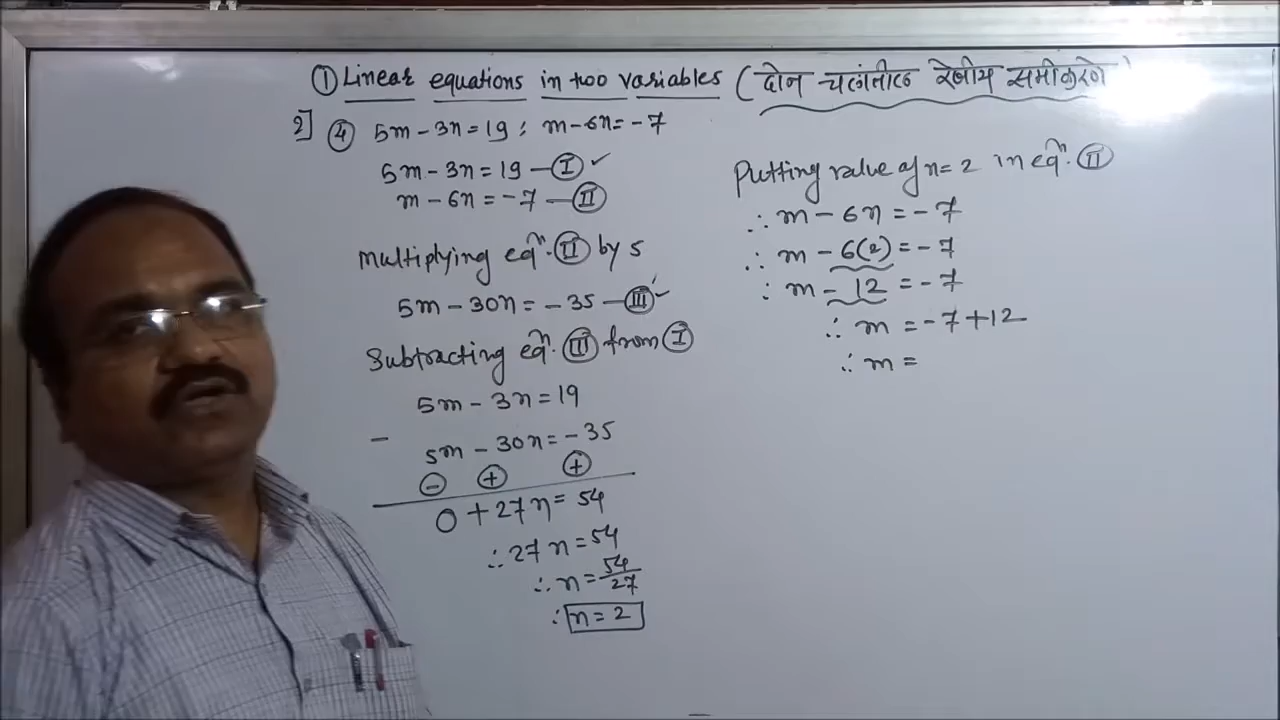 ① Linear equations in two variables (दोन चलांतील रेषीय समीकरणे)
2] ④ 5m - 3n = 19 ; m - 6n = -7
5m - 3n = 19 — Ⅰ ✓
m - 6n = -7 — Ⅱ
Multiplying eqⁿ. Ⅱ by 5
5m - 30n = -35 — Ⅲ ✓
Subtracting eqⁿ. Ⅲ from Ⅰ
5m - 3n = 19
- 5m - 30n = -35
⊖ ⊕ ⊕
0 + 27n = 54
∴ 27n = 54
∴ n = 54/27
∴ n = 2
Putting value of n = 2 in eqⁿ. Ⅱ
∴ m - 6n = -7
∴ m - 6(2) = -7
∴ m - 12 = -7
∴ m = -7 + 12
∴ m =